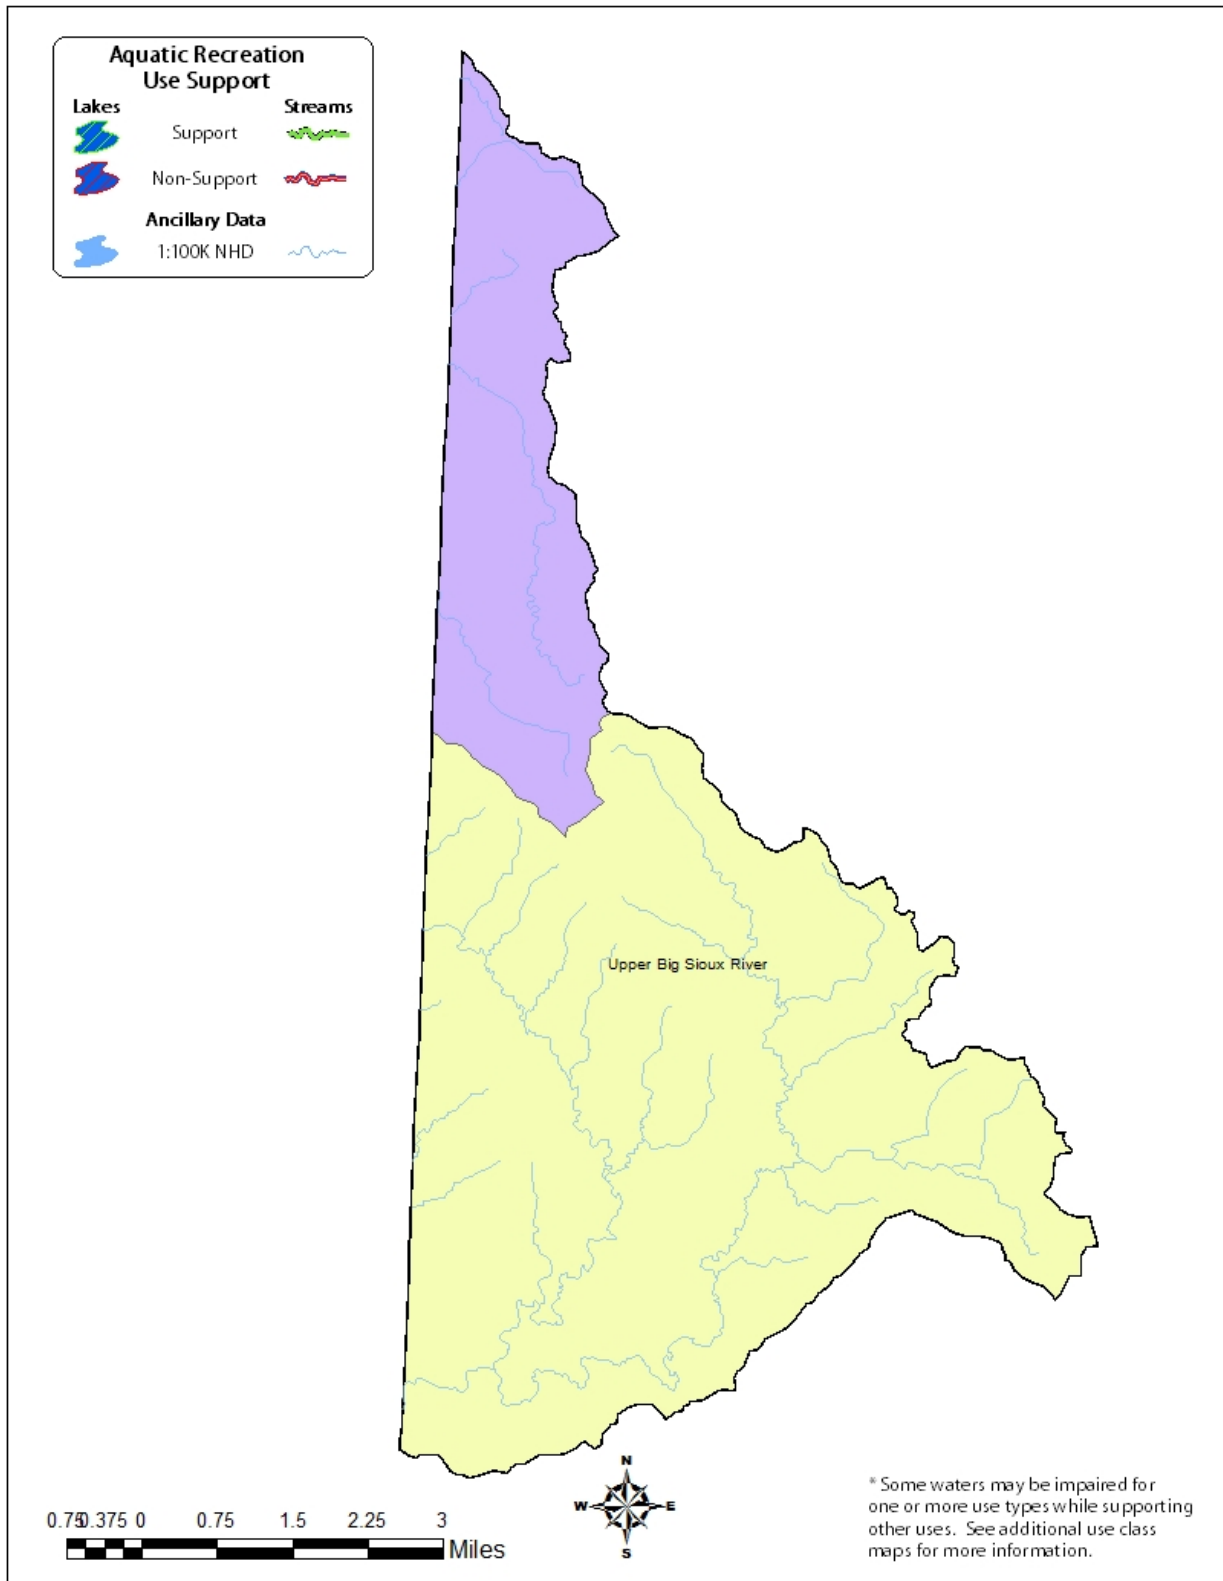 Aquatic Recreation
Use Support
Lakes Streams
Support
Non-Support
Ancillary Data
1:100K NHD
Upper Big Sioux River
N
W E
S
0.75 0.375 0 0.75 1.5 2.25 3
Miles
* Some waters may be impaired for
one or more use types while supporting
other uses. See additional use class
maps for more information.